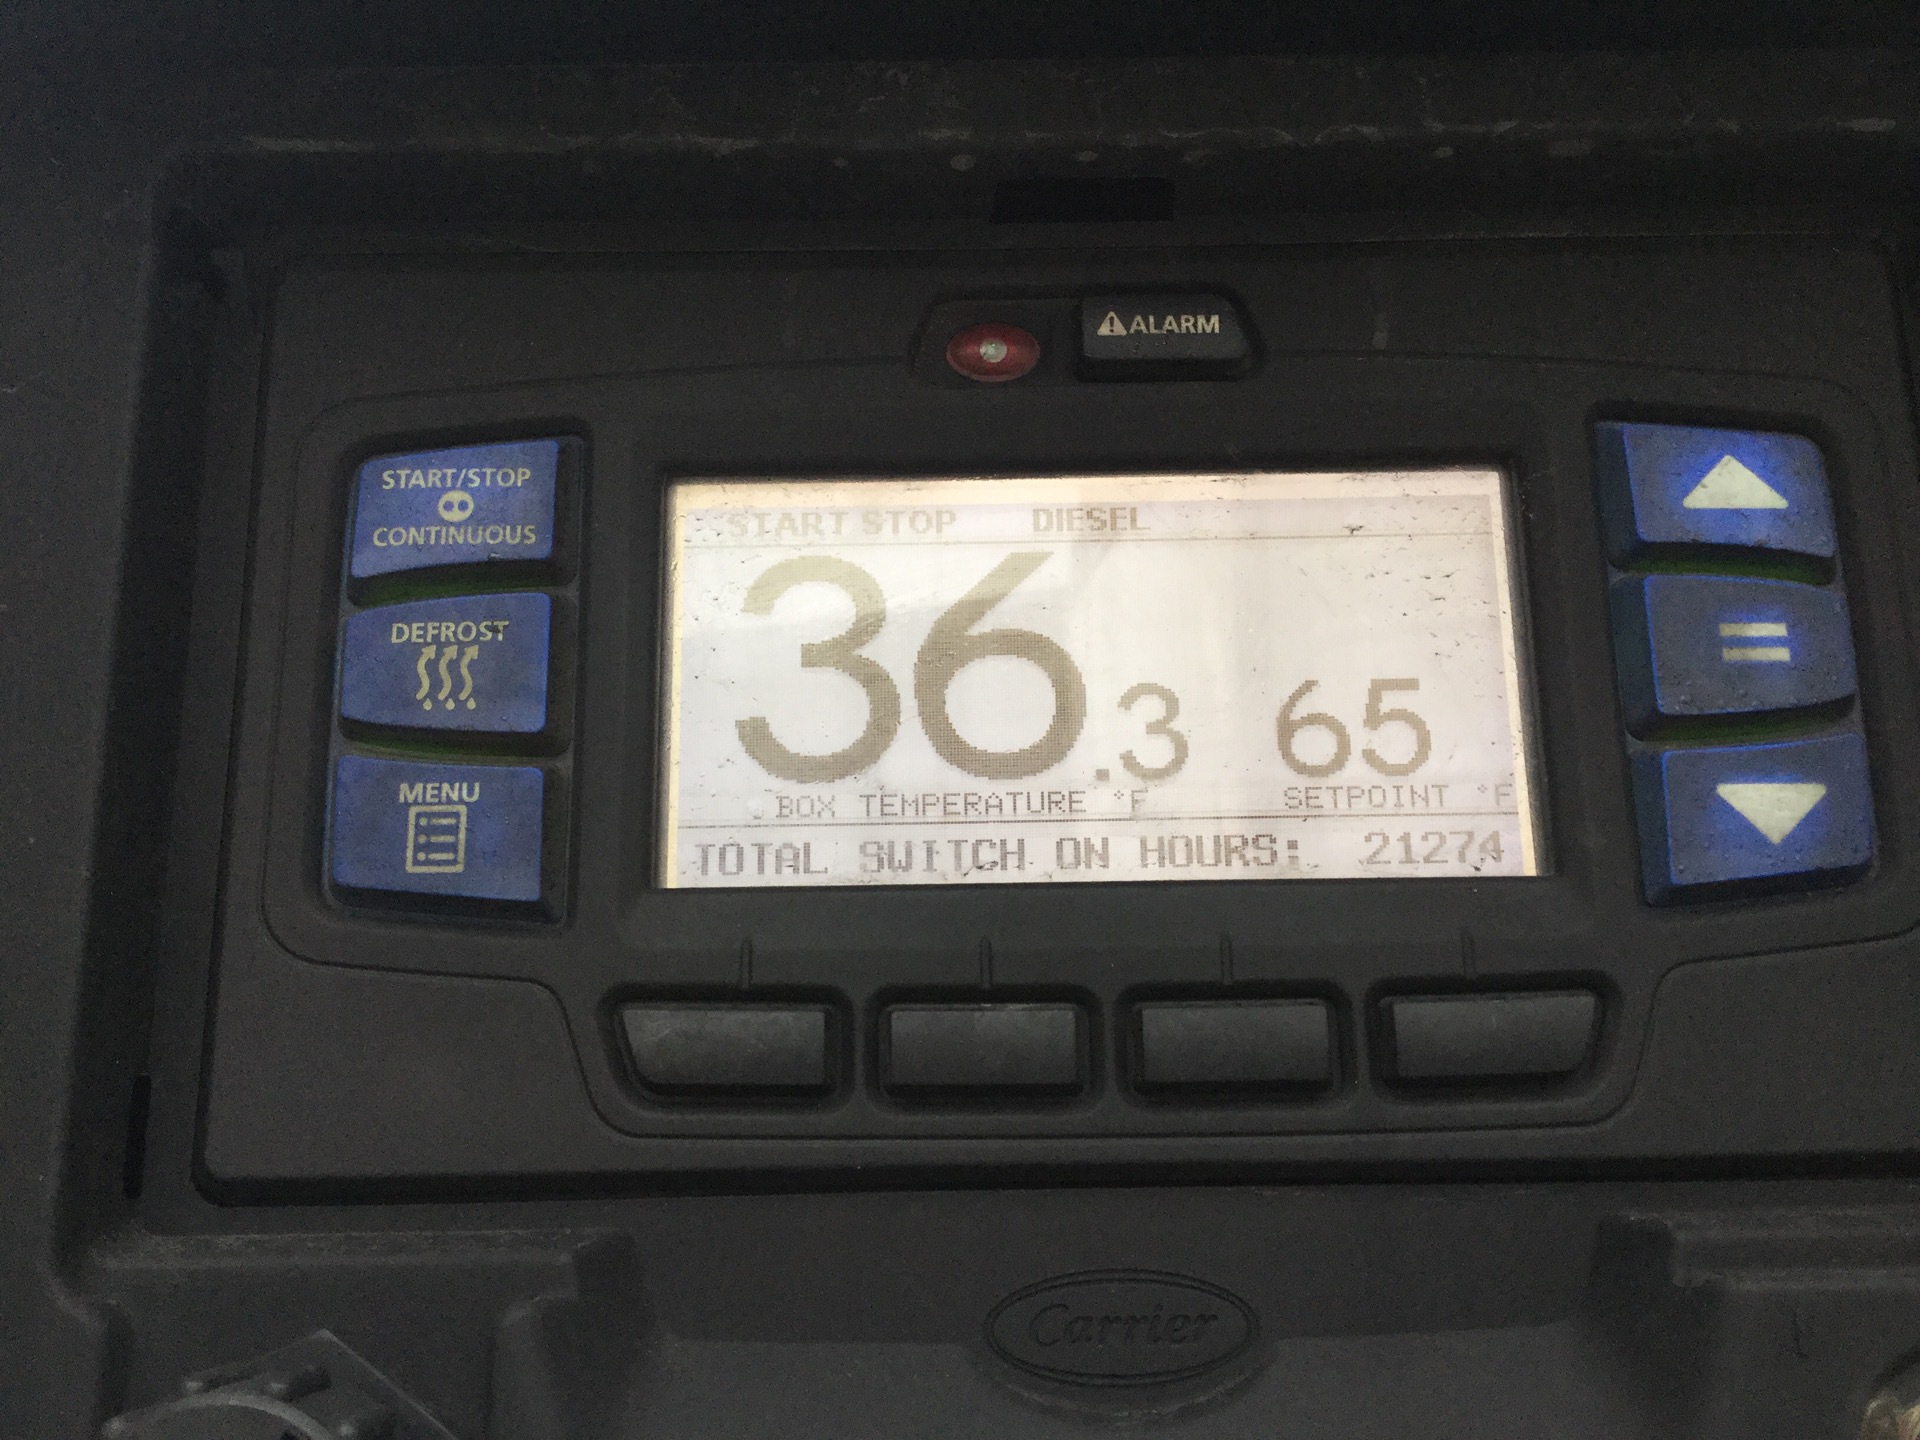 ALARM
START/STOP
CONTINUOUS
DEFROST
MENU
START STOP DIESEL
36.3 65
BOX TEMPERATURE °F SETPOINT °F
TOTAL SWITCH ON HOURS: 21274
Carrier